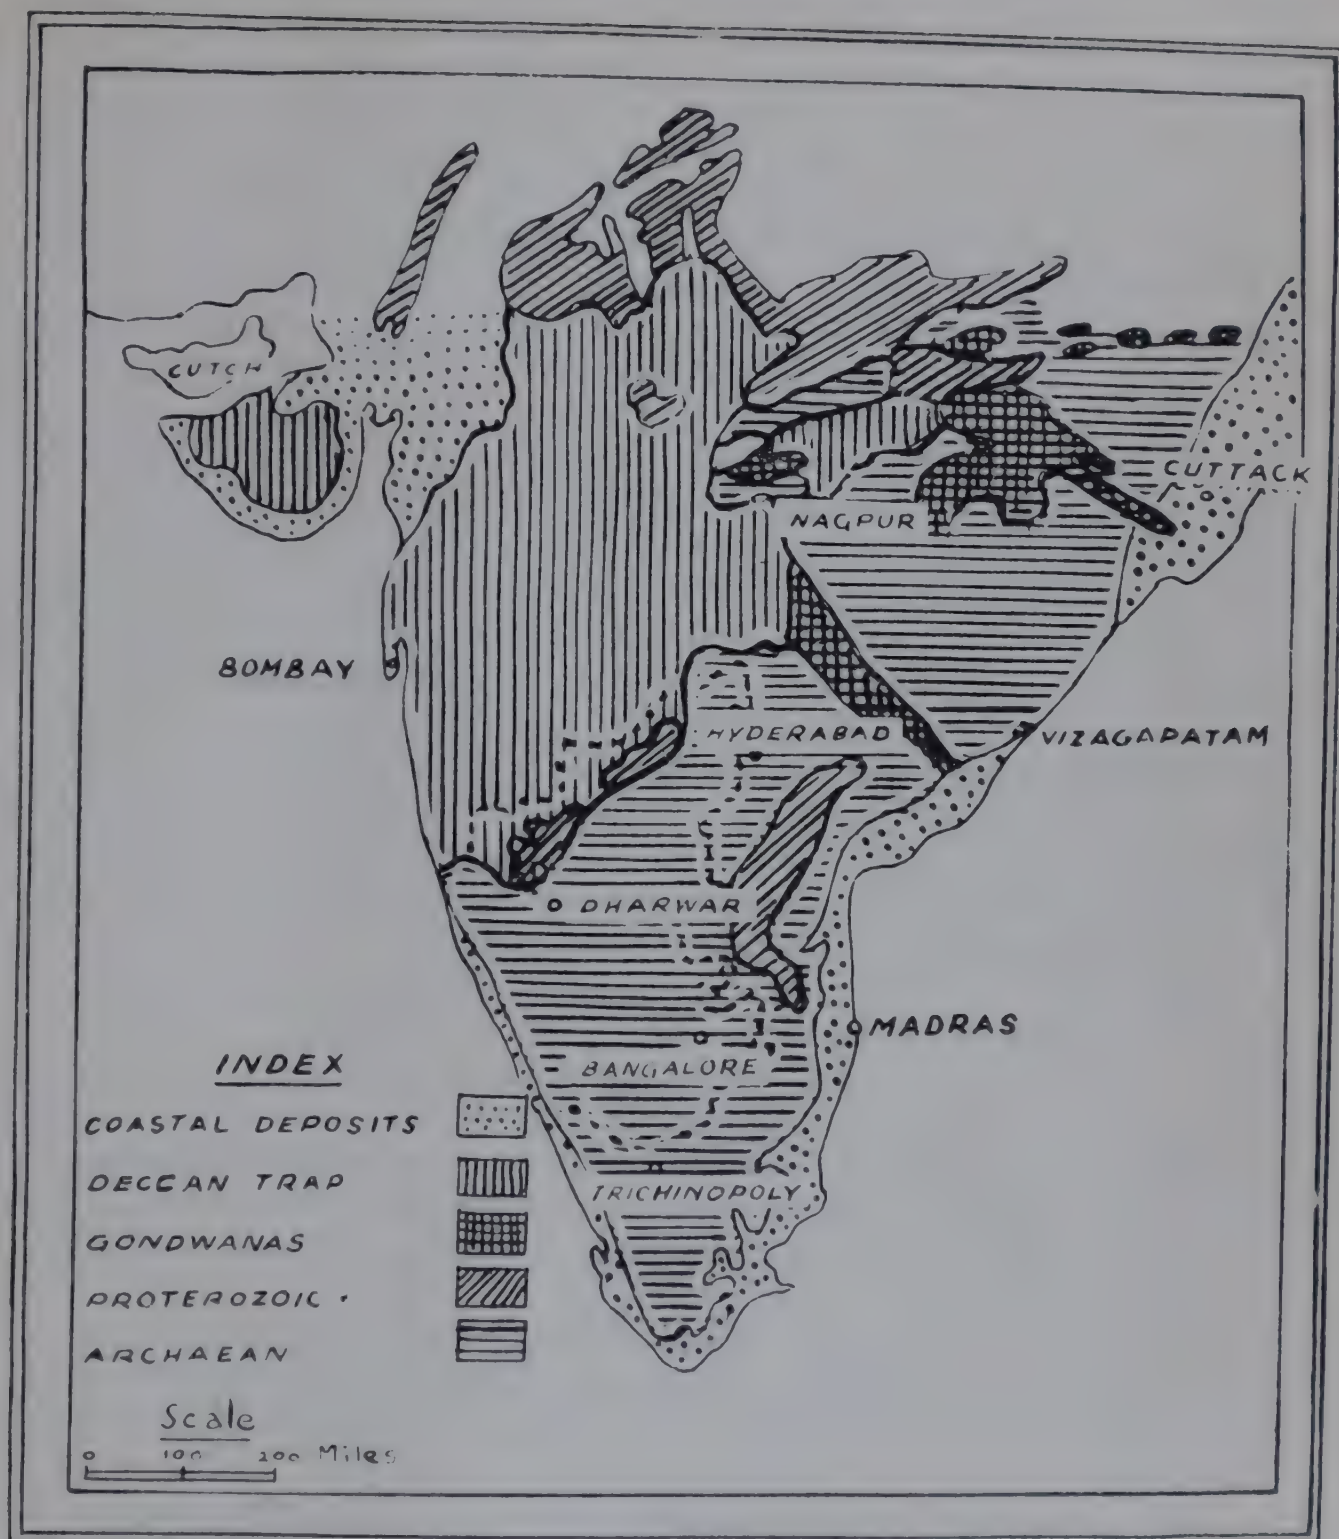 CUTCH
CUTTACK
NAGPUR
BOMBAY
HYDERABAD
VIZAGAPATAM
DHARWAR
MADRAS
BANGALORE
TRICHINOPOLY
INDEX
COASTAL DEPOSITS
DECCAN TRAP
GONDWANAS
PROTEROZOIC
ARCHAEAN
Scale
0 100 200 Miles